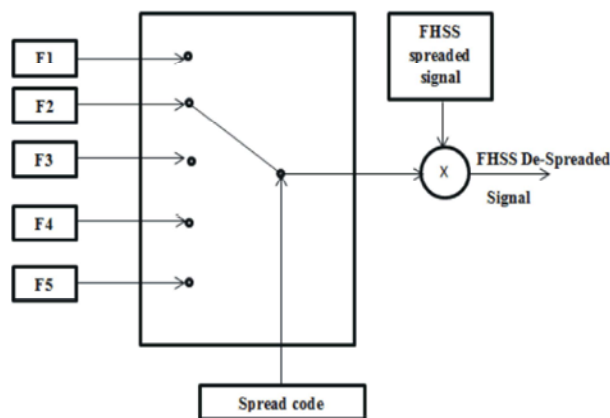 F1
F2
F3
F4
F5
FHSS
spreaded
signal
X
FHSS De-Spreaded
Signal
Spread code